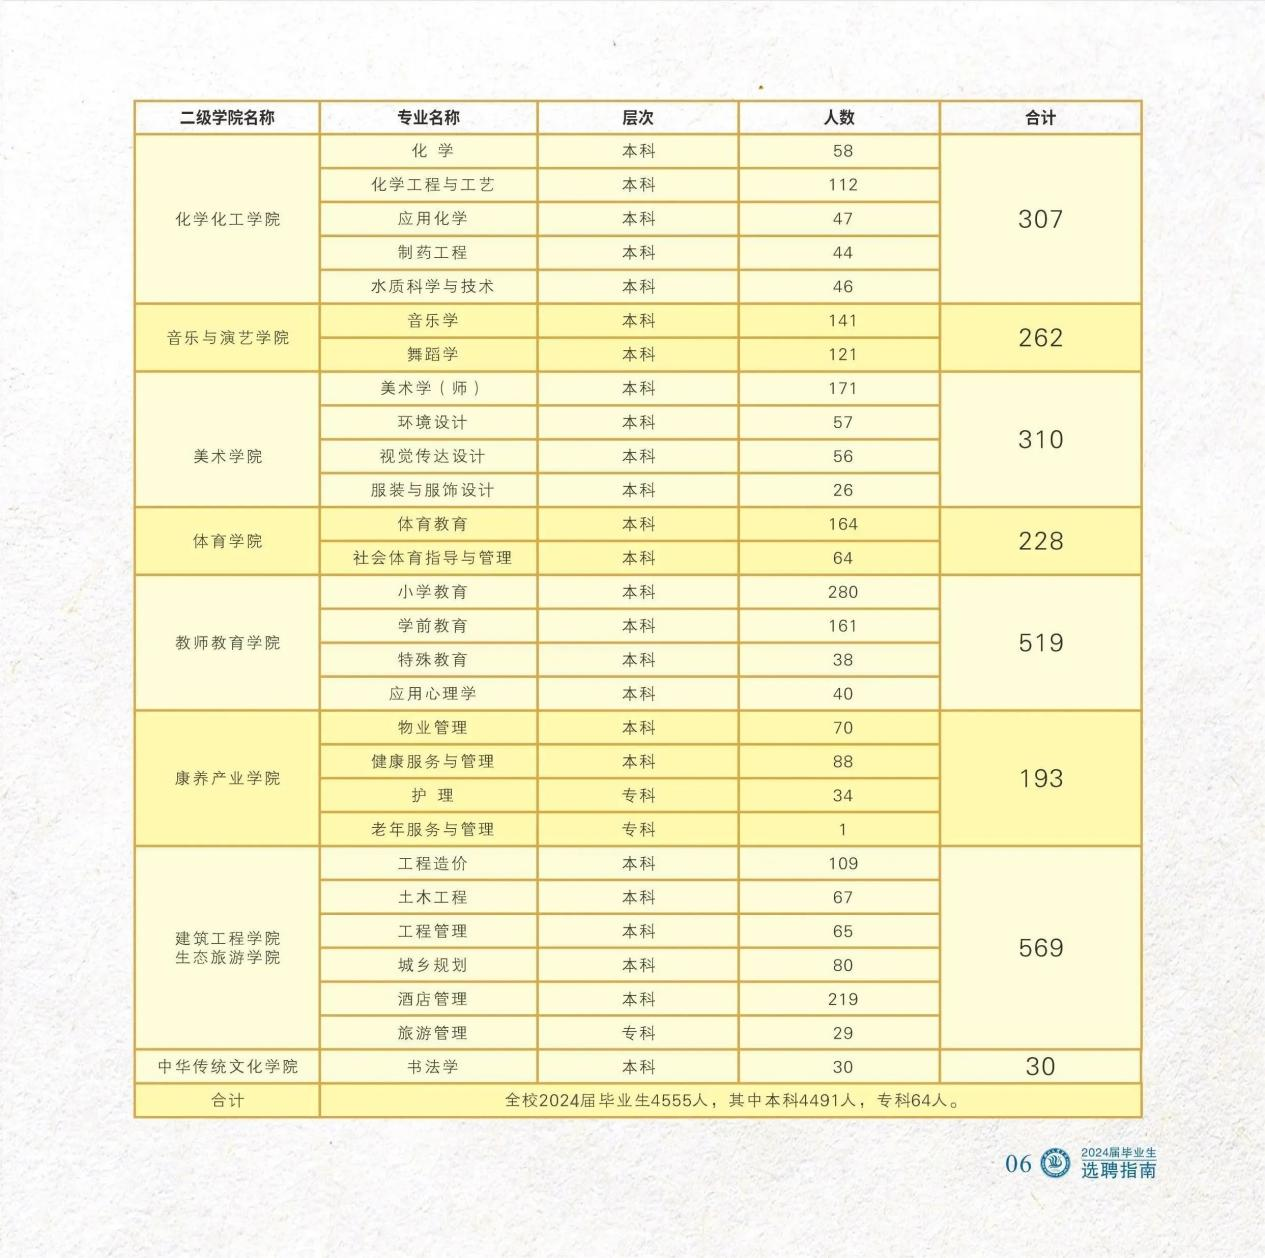 二级学院名称 专业名称 层次 人数 合计
化学化工学院 化 学 本科 58 307
化学工程与工艺 本科 112
应用化学 本科 47
制药工程 本科 44
水质科学与技术 本科 46
音乐与演艺学院 音乐学 本科 141 262
舞蹈学 本科 121
美术学院 美术学（师） 本科 171 310
环境设计 本科 57
视觉传达设计 本科 56
服装与服饰设计 本科 26
体育学院 体育教育 本科 164 228
社会体育指导与管理 本科 64
教师教育学院 小学教育 本科 280 519
学前教育 本科 161
特殊教育 本科 38
应用心理学 本科 40
康养产业学院 物业管理 本科 70 193
健康服务与管理 本科 88
护 理 专科 34
老年服务与管理 专科 1
建筑工程学院 生态旅游学院 工程造价 本科 109 569
土木工程 本科 67
工程管理 本科 65
城乡规划 本科 80
酒店管理 本科 219
旅游管理 专科 29
中华传统文化学院 书法学 本科 30 30
合计 全校2024届毕业生4555人，其中本科4491人，专科64人。
06
2024届毕业生
选聘指南